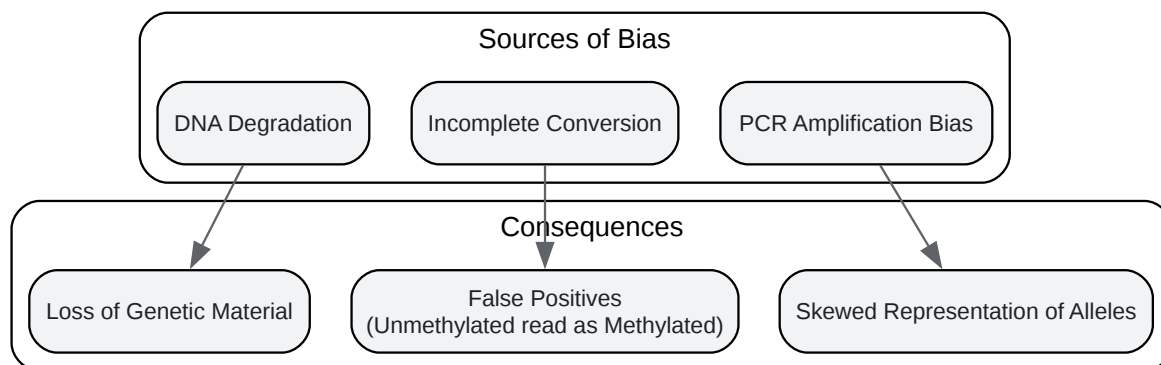 Sources of Bias
DNA Degradation
Incomplete Conversion
PCR Amplification Bias
Consequences
Loss of Genetic Material
False Positives
(Unmethylated read as Methylated)
Skewed Representation of Alleles